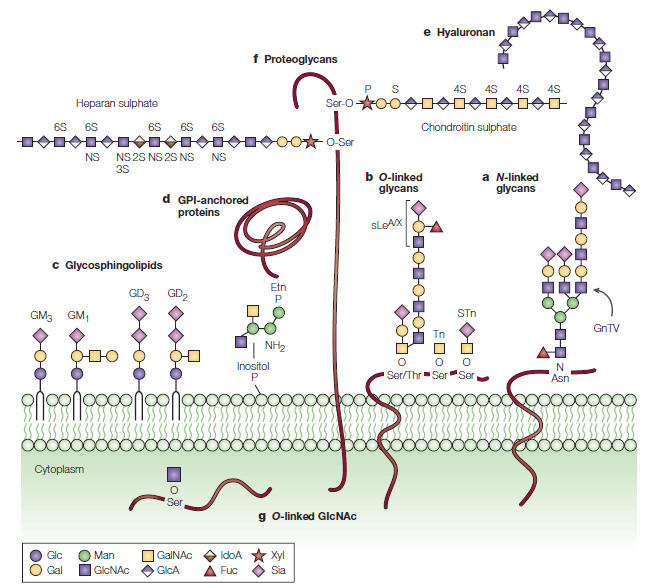 e Hyaluronan
f Proteoglycans
P S 4S 4S 4S 4S
Ser-O
Heparan sulphate
Chondroitin sulphate
6S 6S 6S 6S 6S
O-Ser
NS NS 2S NS 2S NS NS
3S
b O-linked
glycans
a N-linked
glycans
d GPI-anchored
proteins
sLeA/X
c Glycosphingolipids
Etn
P
GD3 GD2
GM3 GM1
STn
Tn
GnTV
NH2
Inositol
P
O O O
Ser/Thr Ser Ser
N
Asn
Cytoplasm
O
Ser
g O-linked GlcNAc
Glc Man GalNAc IdoA Xyl
Gal GlcNAc GlcA Fuc Sia